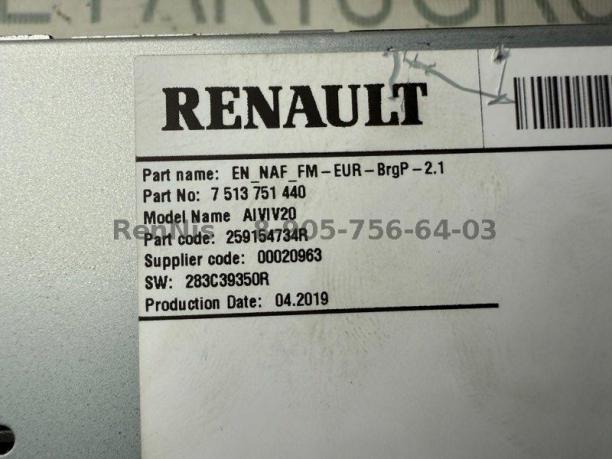 RENAULT
Part name: EN_NAF_FM-EUR-BrgP-2.1
Part No: 7 513 751 440
Model Name AIVIV20
RenNis 8-905-756-64-03
Part code: 259154734R
Supplier code: 00020963
SW: 283C39350R
Production Date: 04.2019